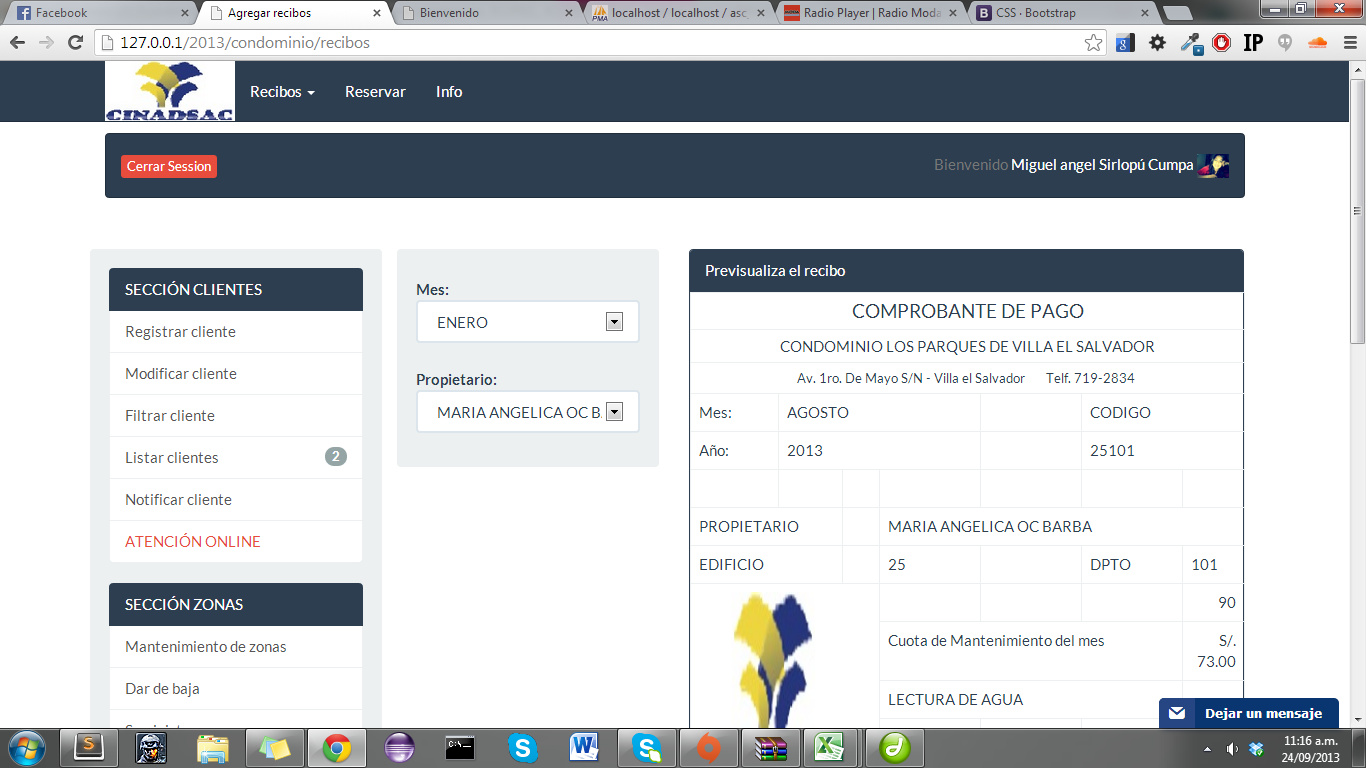 Facebook
Agregar recibos
Bienvenido
localhost / localhost / asc
Radio Player | Radio Moda
CSS · Bootstrap
127.0.0.1/2013/condominio/recibos
IP
CINADSAC
Recibos
Reservar
Info
Cerrar Session
Bienvenido Miguel angel Sirlopú Cumpa
SECCIÓN CLIENTES
Registrar cliente
Modificar cliente
Filtrar cliente
Listar clientes 2
Notificar cliente
ATENCIÓN ONLINE
SECCIÓN ZONAS
Mantenimiento de zonas
Dar de baja
Mes:
ENERO
Propietario:
MARIA ANGELICA OC B
Previsualiza el recibo
COMPROBANTE DE PAGO
CONDOMINIO LOS PARQUES DE VILLA EL SALVADOR
Av. 1ro. De Mayo S/N - Villa el Salvador Telf. 719-2834
Mes: AGOSTO CODIGO
Año: 2013 25101
PROPIETARIO MARIA ANGELICA OC BARBA
EDIFICIO 25 DPTO 101
90
Cuota de Mantenimiento del mes S/. 73.00
LECTURA DE AGUA
Dejar un mensaje
11:16 a.m.
24/09/2013